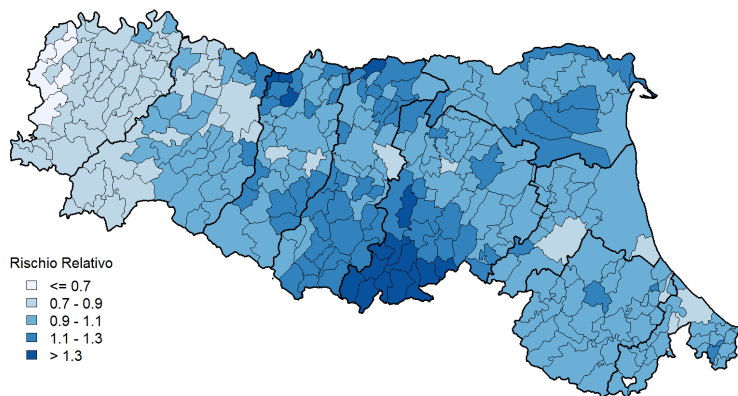 Rischio Relativo
<= 0.7
0.7 - 0.9
0.9 - 1.1
1.1 - 1.3
> 1.3